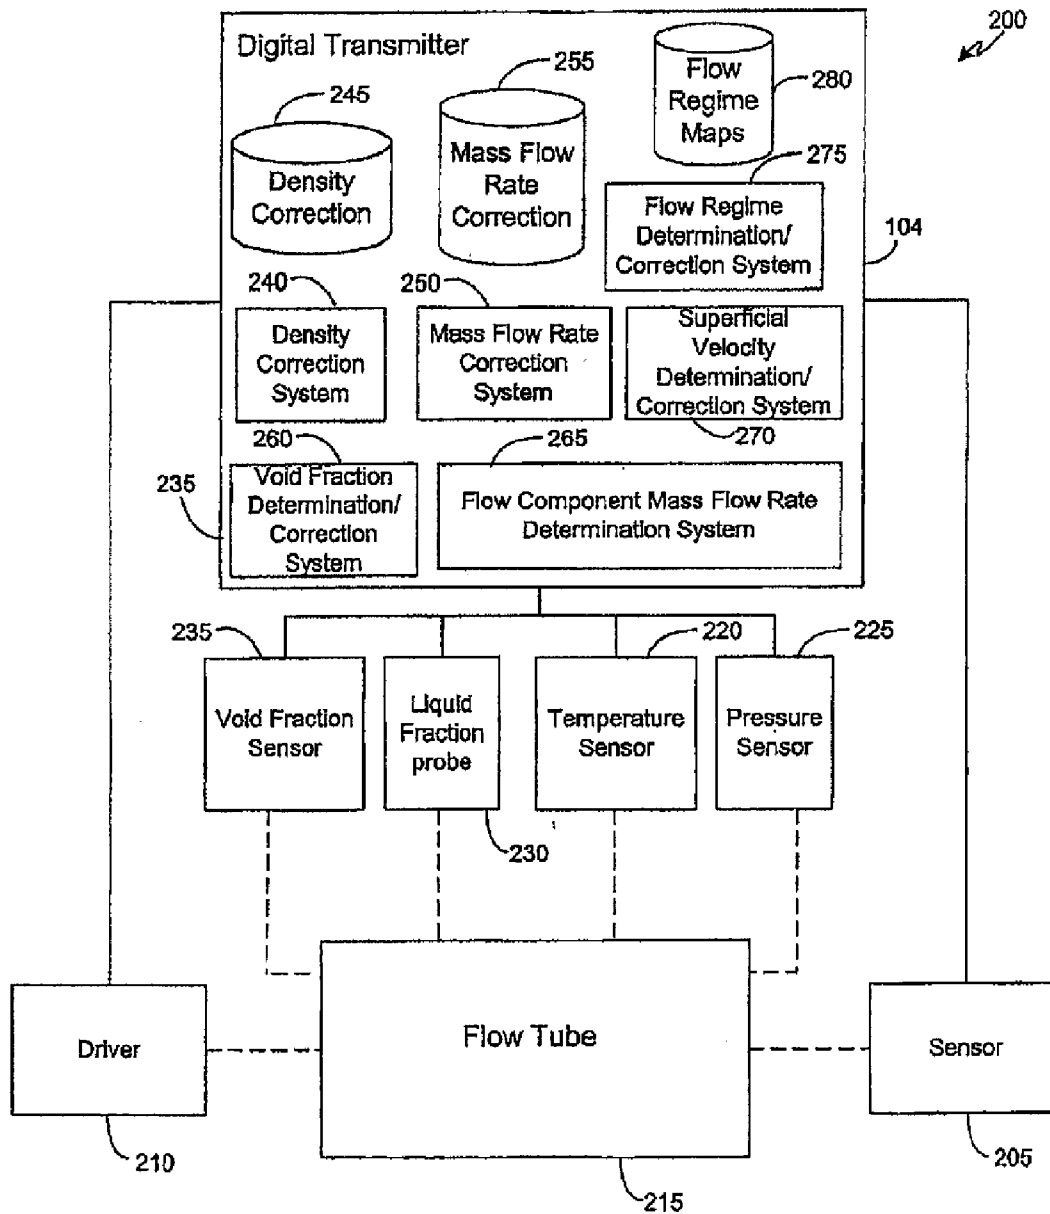 200
Digital Transmitter
255
Flow
Regime
Maps
280
245
Mass Flow
Rate
Correction
Density
Correction
275
Flow Regime
Determination/
Correction System
104
240
250
Density
Correction
System
Mass Flow Rate
Correction
System
Superficial
Velocity
Determination/
Correction System
270
260
265
235
Void Fraction
Determination/
Correction
System
Flow Component Mass Flow Rate
Determination System
235
220
225
Void Fraction
Sensor
Liquid
Fraction
probe
Temperature
Sensor
Pressure
Sensor
230
Driver
Flow Tube
Sensor
210
215
205